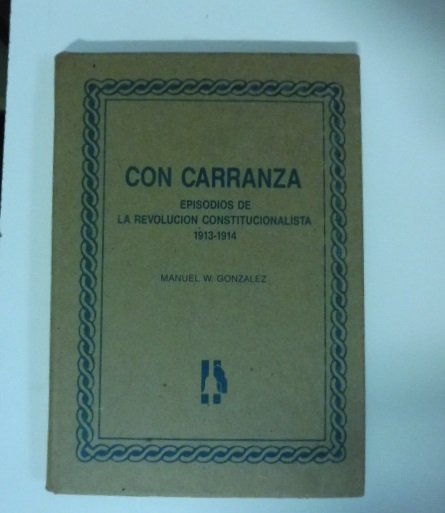 CON CARRANZA
EPISODIOS DE
LA REVOLUCION CONSTITUCIONALISTA
1913-1914
MANUEL W. GONZALEZ